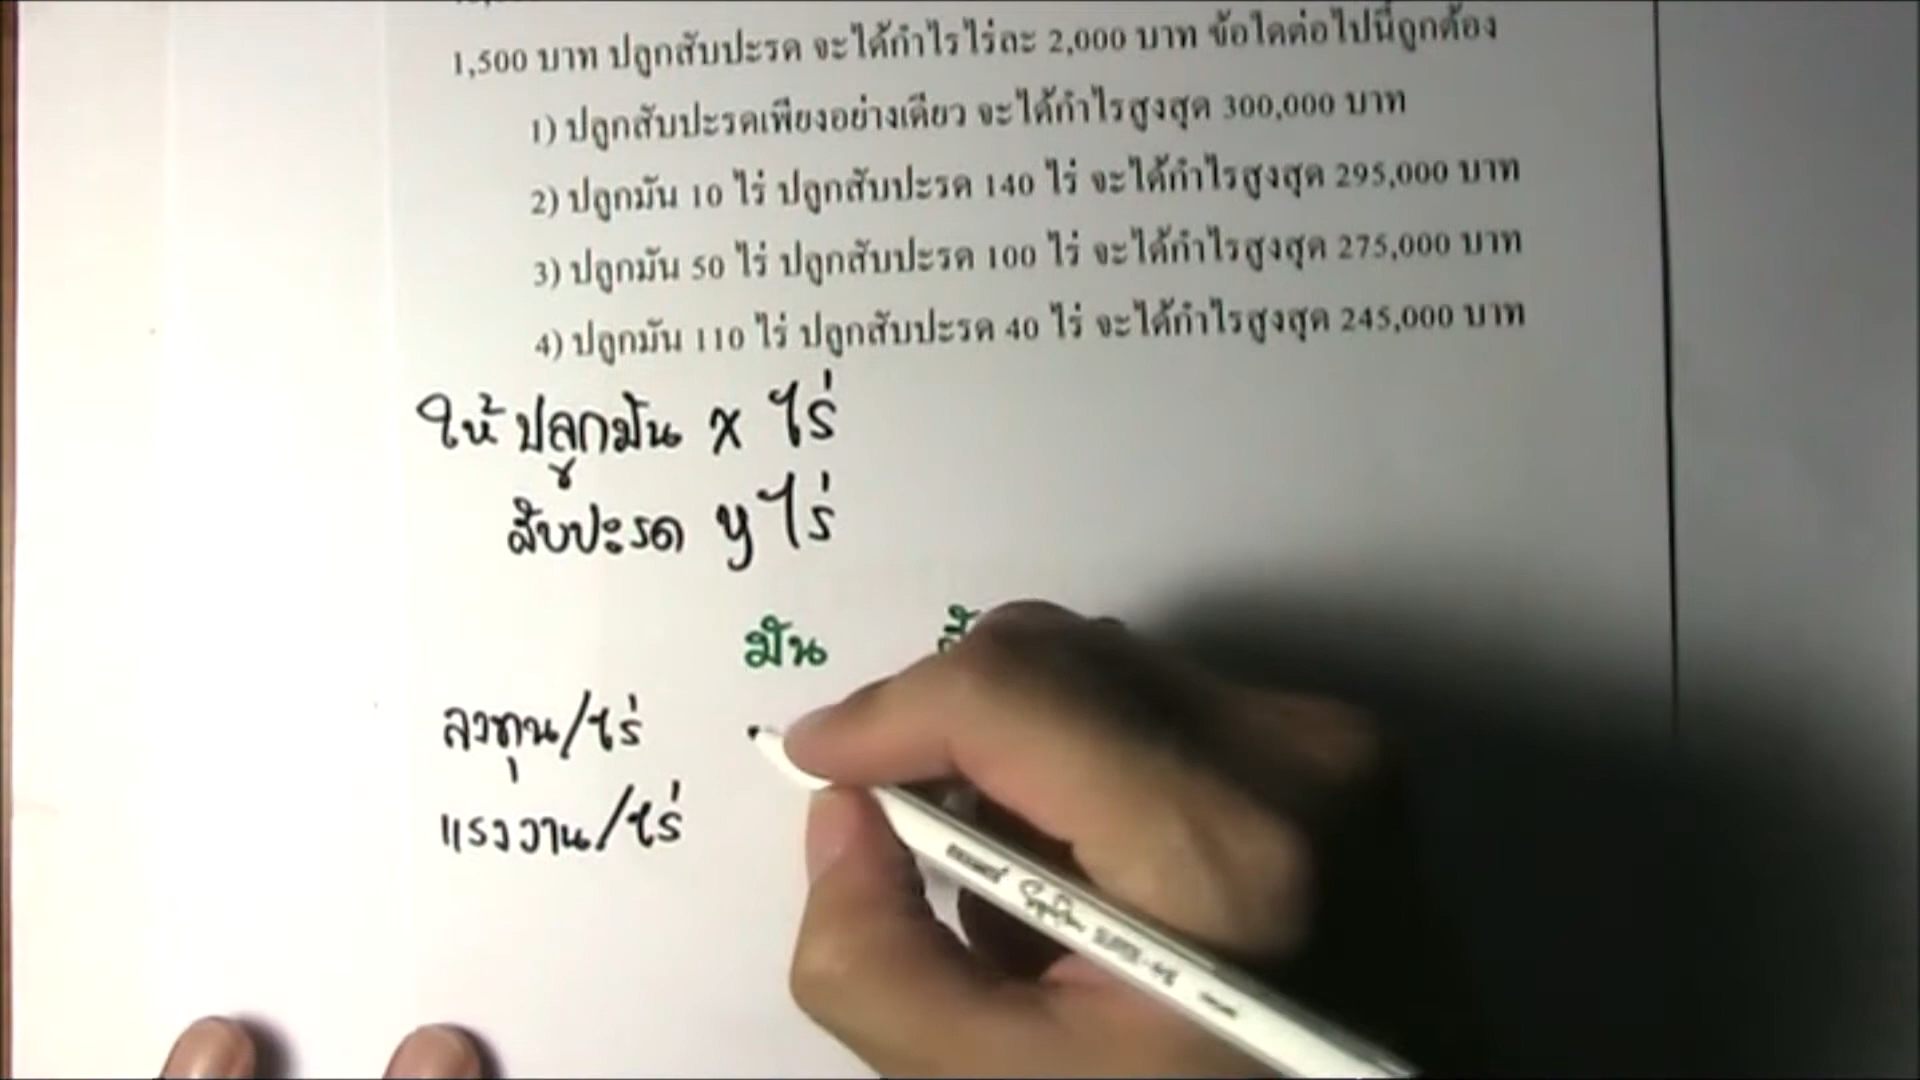 1,500 บาท ปลูกสับปะรด จะได้กำไรไร่ละ 2,000 บาท ข้อใดต่อไปนี้ถูกต้อง
1) ปลูกสับปะรดเพียงอย่างเดียว จะได้กำไรสูงสุด 300,000 บาท
2) ปลูกมัน 10 ไร่ ปลูกสับปะรด 140 ไร่ จะได้กำไรสูงสุด 295,000 บาท
3) ปลูกมัน 50 ไร่ ปลูกสับปะรด 100 ไร่ จะได้กำไรสูงสุด 275,000 บาท
4) ปลูกมัน 110 ไร่ ปลูกสับปะรด 40 ไร่ จะได้กำไรสูงสุด 245,000 บาท
ให้ ปลูกมัน x ไร่
สับปะรด y ไร่
มัน
ลงทุน/ไร่
แรงงาน/ไร่